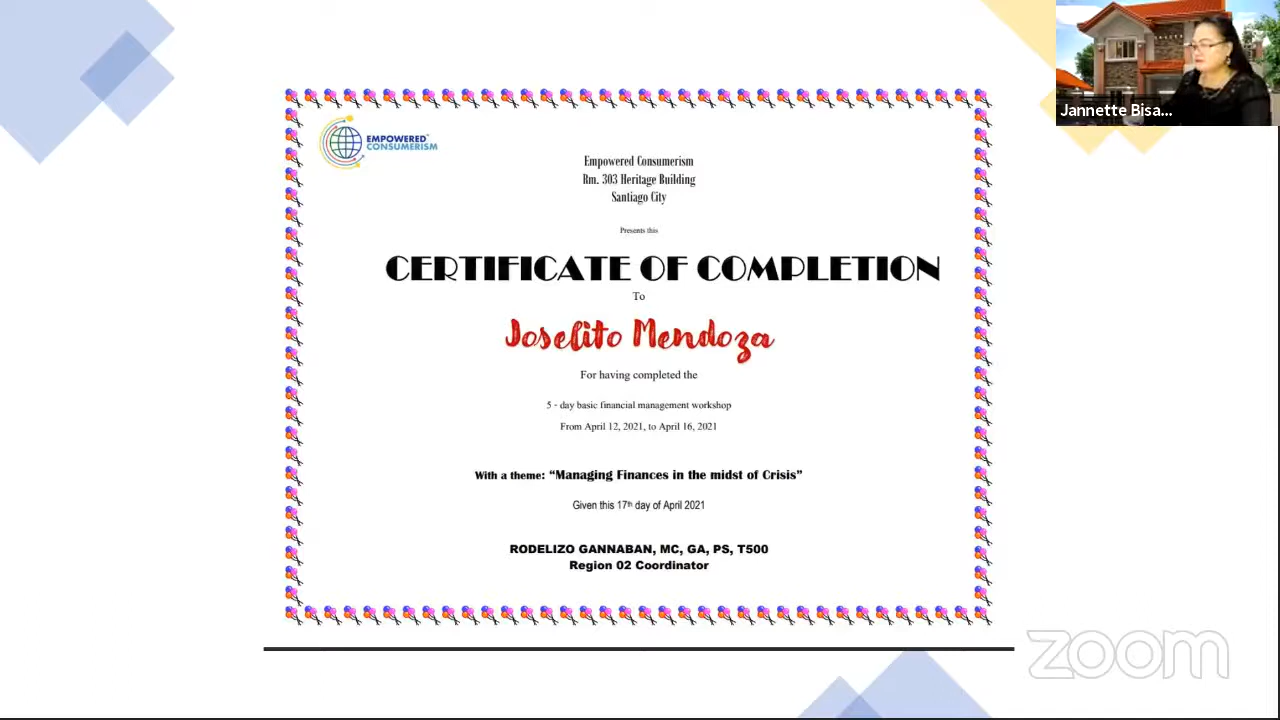 EMPOWERED
CONSUMERISM
Empowered Consumerism
Rm. 303 Heritage Building
Santiago City
Presents this
CERTIFICATE OF COMPLETION
To
Joselito Mendoza
For having completed the
5 - day basic financial management workshop
From April 12, 2021, to April 16, 2021
With a theme: “Managing Finances in the midst of Crisis”
Given this 17th day of April 2021
RODELIZO GANNABAN, MC, GA, PS, T500
Region 02 Coordinator
Jannette Bisa...
zoom